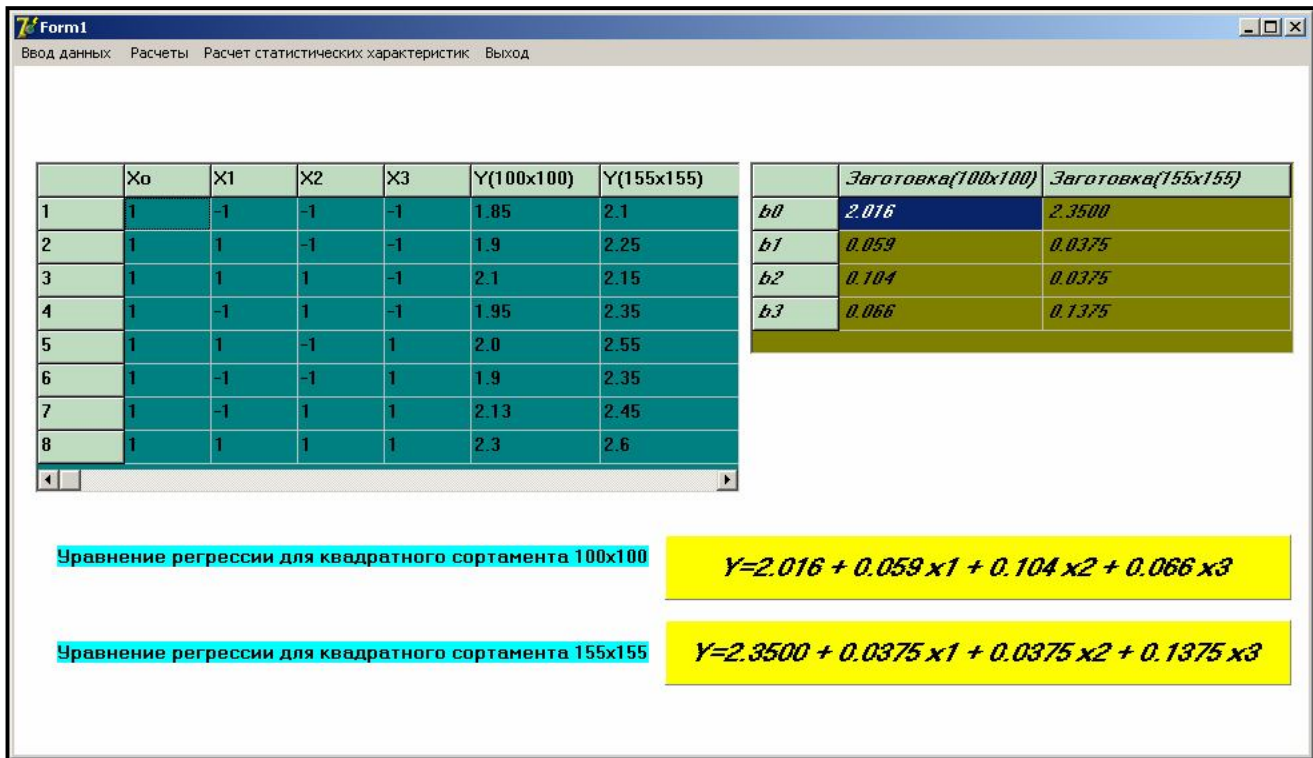 Form1
Ввод данных Расчеты Расчет статистических характеристик Выход
Xo X1 X2 X3 Y(100x100) Y(155x155)
1 1 -1 -1 -1 1.85 2.1
2 1 1 -1 -1 1.9 2.25
3 1 1 1 -1 2.1 2.15
4 1 -1 1 -1 1.95 2.35
5 1 1 -1 1 2.0 2.55
6 1 -1 -1 1 1.9 2.35
7 1 -1 1 1 2.13 2.45
8 1 1 1 1 2.3 2.6
Заготовка(100x100) Заготовка(155x155)
b0 2.016 2.3500
b1 0.059 0.0375
b2 0.104 0.0375
b3 0.066 0.1375
Уравнение регрессии для квадратного сортамента 100x100
Y=2.016 + 0.059 x1 + 0.104 x2 + 0.066 x3
Уравнение регрессии для квадратного сортамента 155x155
Y=2.3500 + 0.0375 x1 + 0.0375 x2 + 0.1375 x3